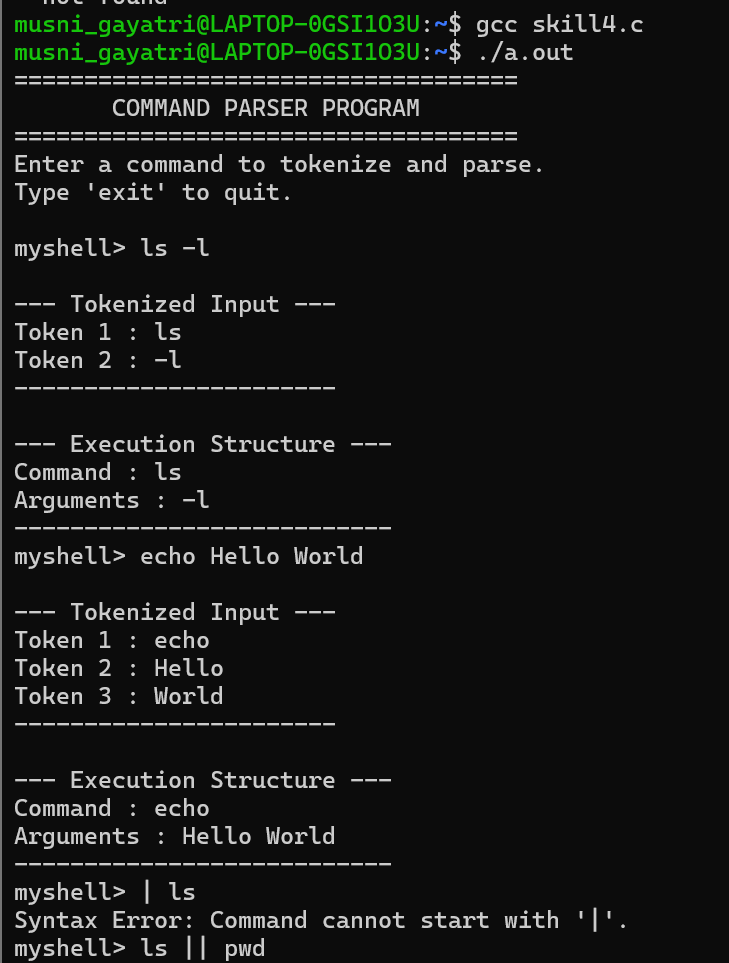 not found
musni_gayatri@LAPTOP-0GSI1O3U:~$ gcc skill4.c
musni_gayatri@LAPTOP-0GSI1O3U:~$ ./a.out
====================================
       COMMAND PARSER PROGRAM
====================================
Enter a command to tokenize and parse.
Type 'exit' to quit.

myshell> ls -l

--- Tokenized Input ---
Token 1 : ls
Token 2 : -l
-----------------------

--- Execution Structure ---
Command : ls
Arguments : -l
---------------------------
myshell> echo Hello World

--- Tokenized Input ---
Token 1 : echo
Token 2 : Hello
Token 3 : World
-----------------------

--- Execution Structure ---
Command : echo
Arguments : Hello World
---------------------------
myshell> | ls
Syntax Error: Command cannot start with '|'.
myshell> ls || pwd